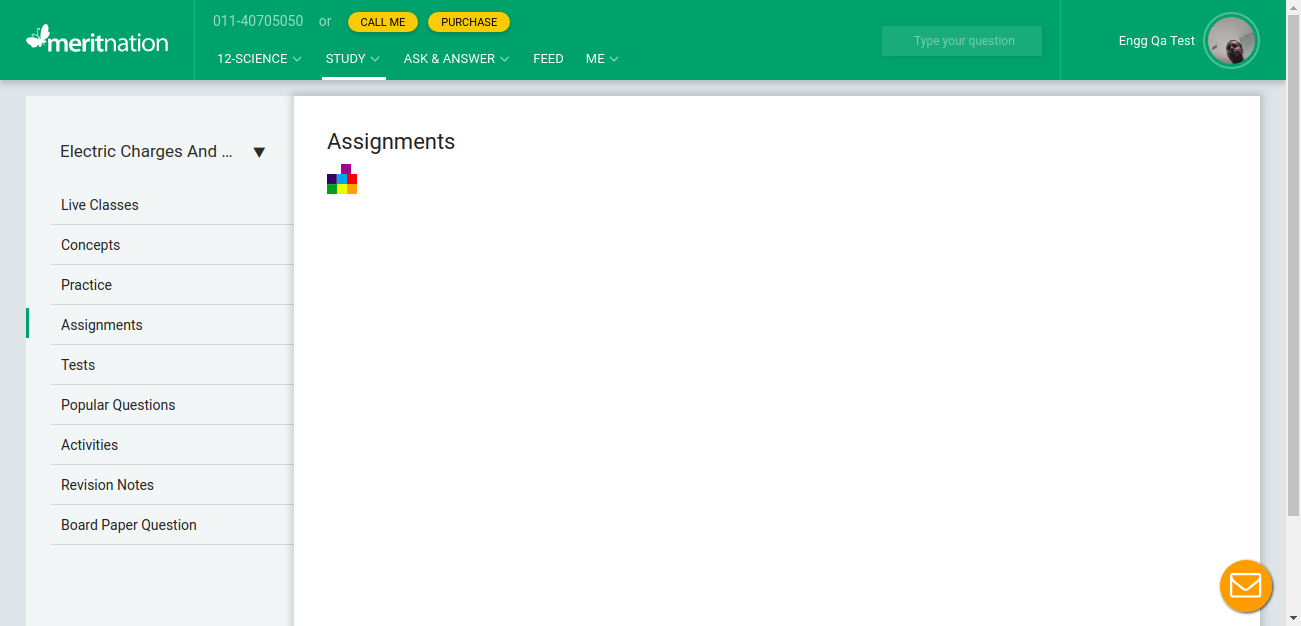 meritnation
011-40705050 or CALL ME PURCHASE
12-SCIENCE STUDY ASK & ANSWER FEED ME
Type your question
Engg Qa Test
Electric Charges And ...
Live Classes
Concepts
Practice
Assignments
Tests
Popular Questions
Activities
Revision Notes
Board Paper Question
Assignments